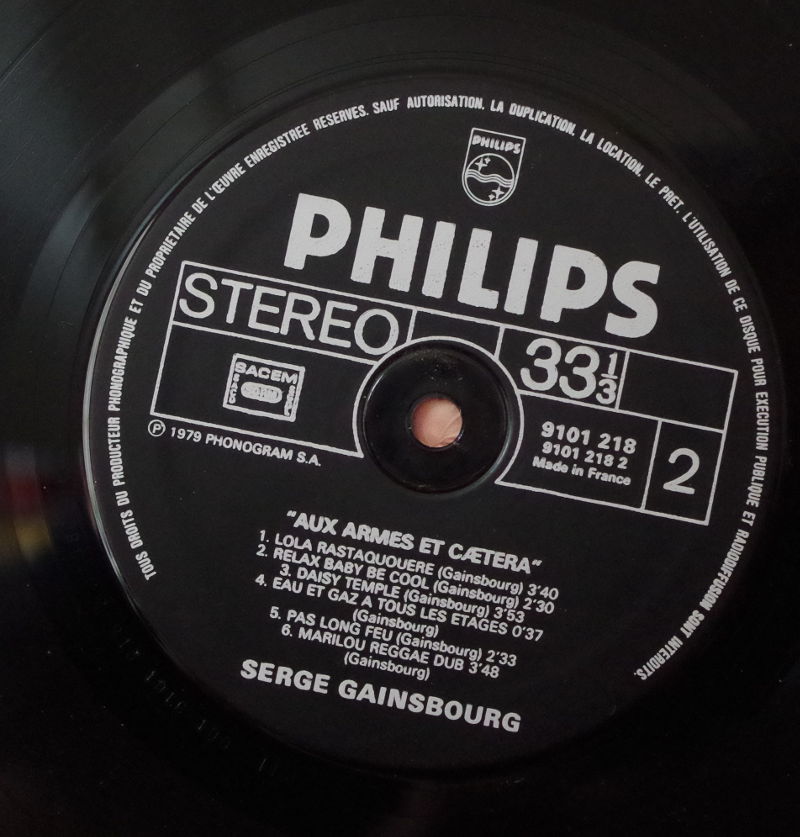 TOUS DROITS DU PRODUCTEUR PHONOGRAPHIQUE ET DU PROPRIETAIRE DE L'ŒUVRE ENREGISTREE RESERVES. SAUF AUTORISATION. LA DUPLICATION. LA LOCATION. LE PRET. L'UTILISATION DE CE DISQUE POUR EXECUTION PUBLIQUE ET RADIODIFFUSION SONT INTERDITS.
PHILIPS
PHILIPS
STEREO
33 1/3
SACEM
9101 218
9101 218 2
Made in France
2
℗ 1979 PHONOGRAM S.A.
"AUX ARMES ET CÆTERA"
1. LOLA RASTAQUOUERE (Gainsbourg) 3'40
2. RELAX BABY BE COOL (Gainsbourg) 2'30
3. DAISY TEMPLE (Gainsbourg) 3'53
4. EAU ET GAZ A TOUS LES ETAGES 0'37
(Gainsbourg)
5. PAS LONG FEU (Gainsbourg) 2'33
6. MARILOU REGGAE DUB 3'48
(Gainsbourg)
SERGE GAINSBOURG